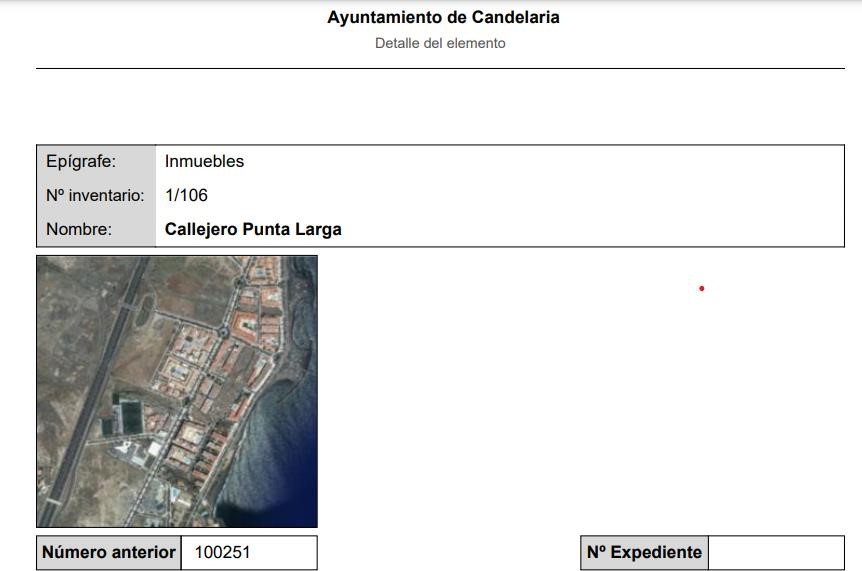 Ayuntamiento de Candelaria
Detalle del elemento
Epígrafe: Inmuebles
Nº inventario: 1/106
Nombre: Callejero Punta Larga
Número anterior 100251
Nº Expediente